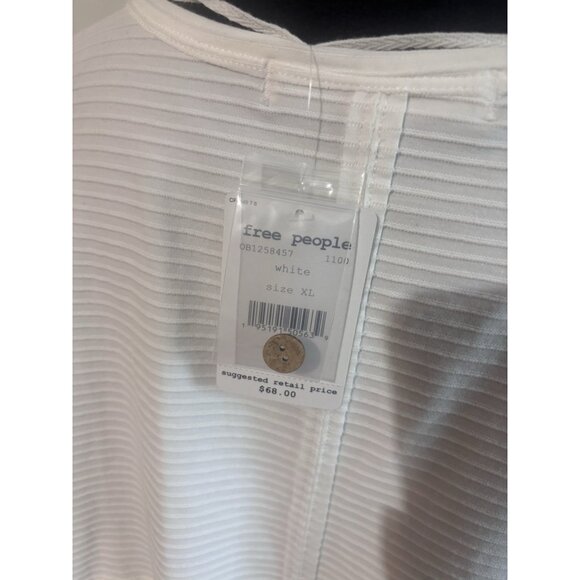 free people
OB1258457 1100
white
size XL
suggested retail price
$68.00